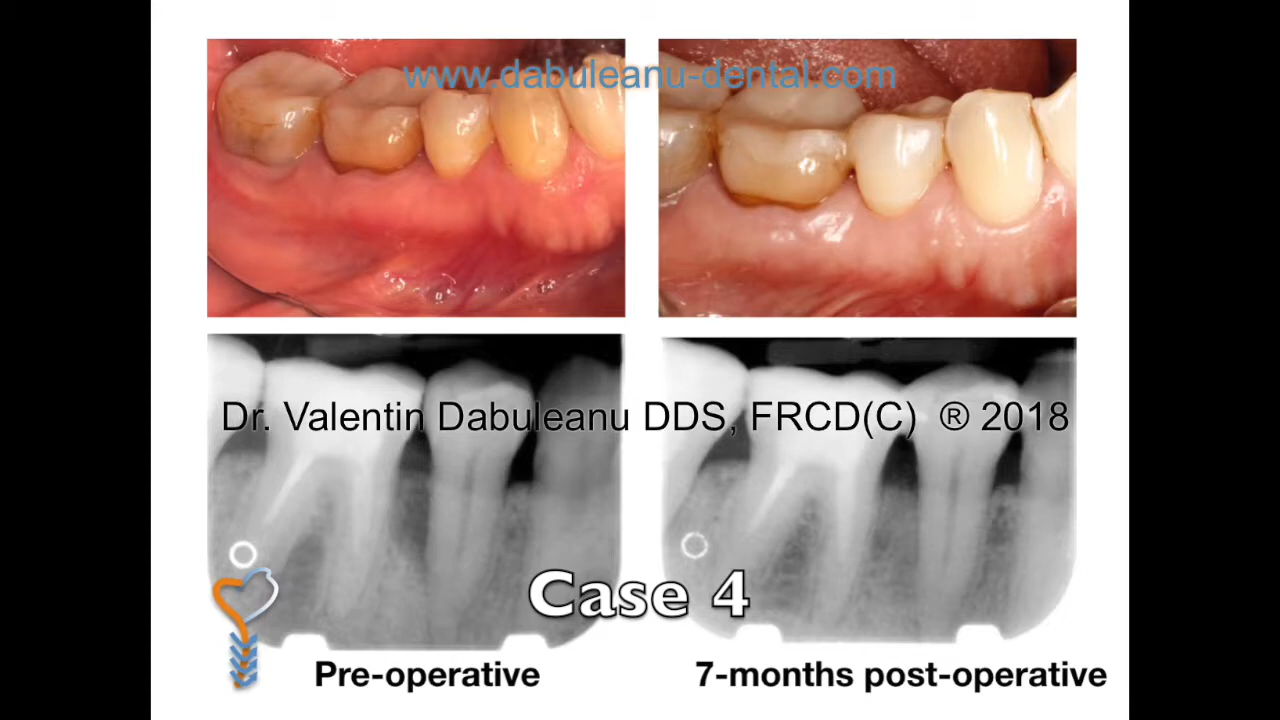 www.dabuleanu-dental.com
Dr. Valentin Dabuleanu DDS, FRCD(C) ® 2018
Case 4
Pre-operative
7-months post-operative